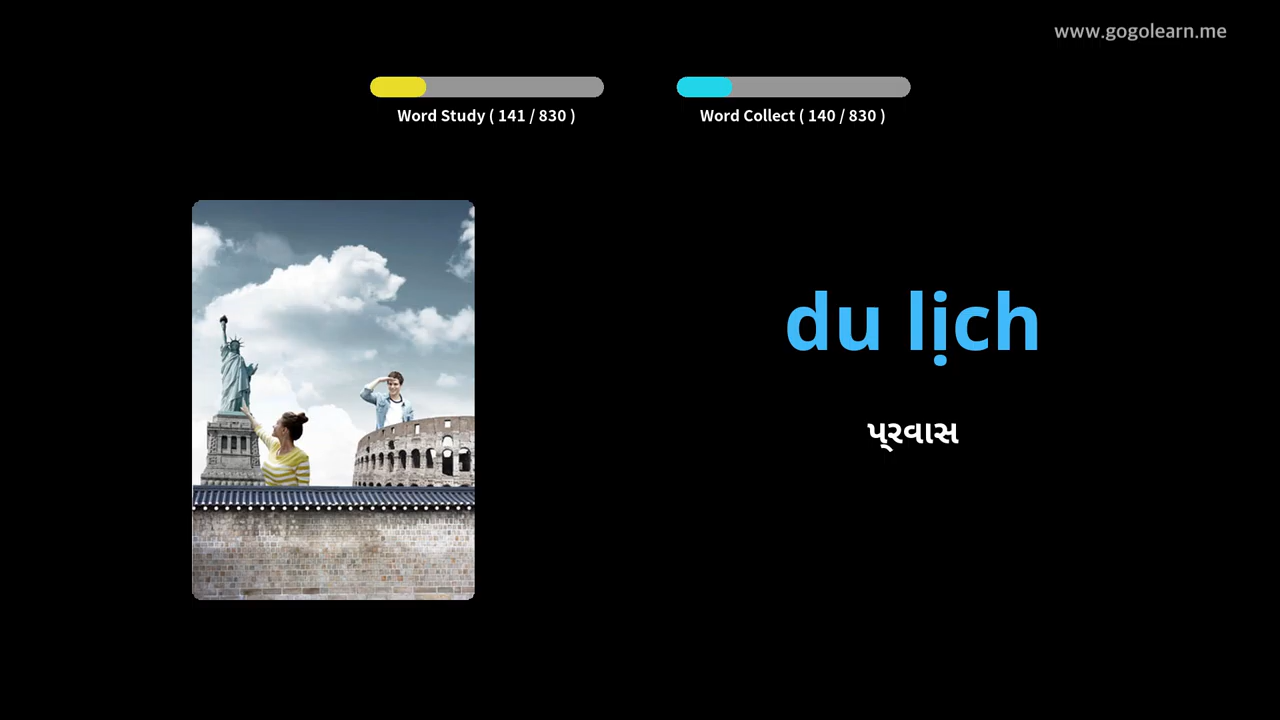 www.gogolearn.me
Word Study ( 141 / 830 )
Word Collect ( 140 / 830 )
du lịch
પ્રવાસ